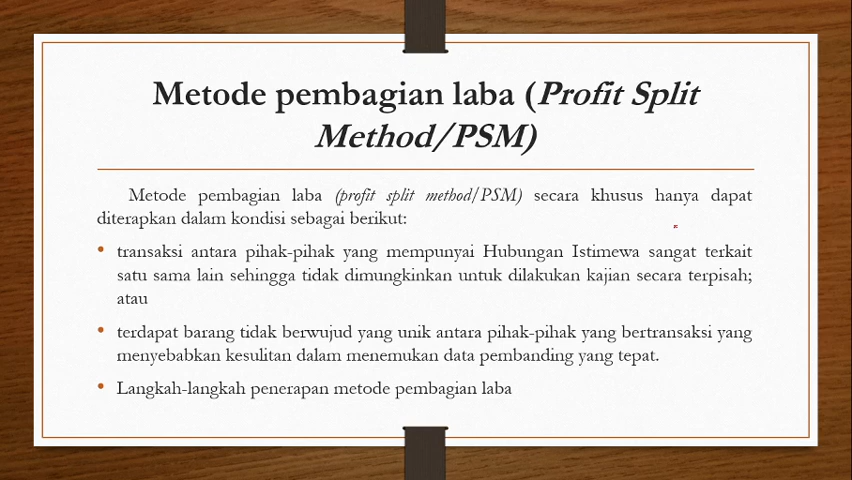 Metode pembagian laba (Profit Split
Method/PSM)
Metode pembagian laba (profit split method/PSM) secara khusus hanya dapat
diterapkan dalam kondisi sebagai berikut:
• transaksi antara pihak-pihak yang mempunyai Hubungan Istimewa sangat terkait
satu sama lain sehingga tidak dimungkinkan untuk dilakukan kajian secara terpisah;
atau
• terdapat barang tidak berwujud yang unik antara pihak-pihak yang bertransaksi yang
menyebabkan kesulitan dalam menemukan data pembanding yang tepat.
• Langkah-langkah penerapan metode pembagian laba